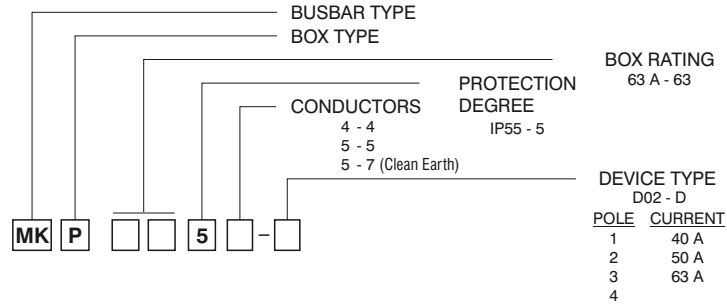 BUSBAR TYPE
BOX TYPE
BOX RATING
63 A - 63
PROTECTION
DEGREE
IP55 - 5
CONDUCTORS
4 - 4
5 - 5
5 - 7 (Clean Earth)
DEVICE TYPE
D02 - D
POLE CURRENT
1 40 A
2 50 A
3 63 A
4
MK P 5 -